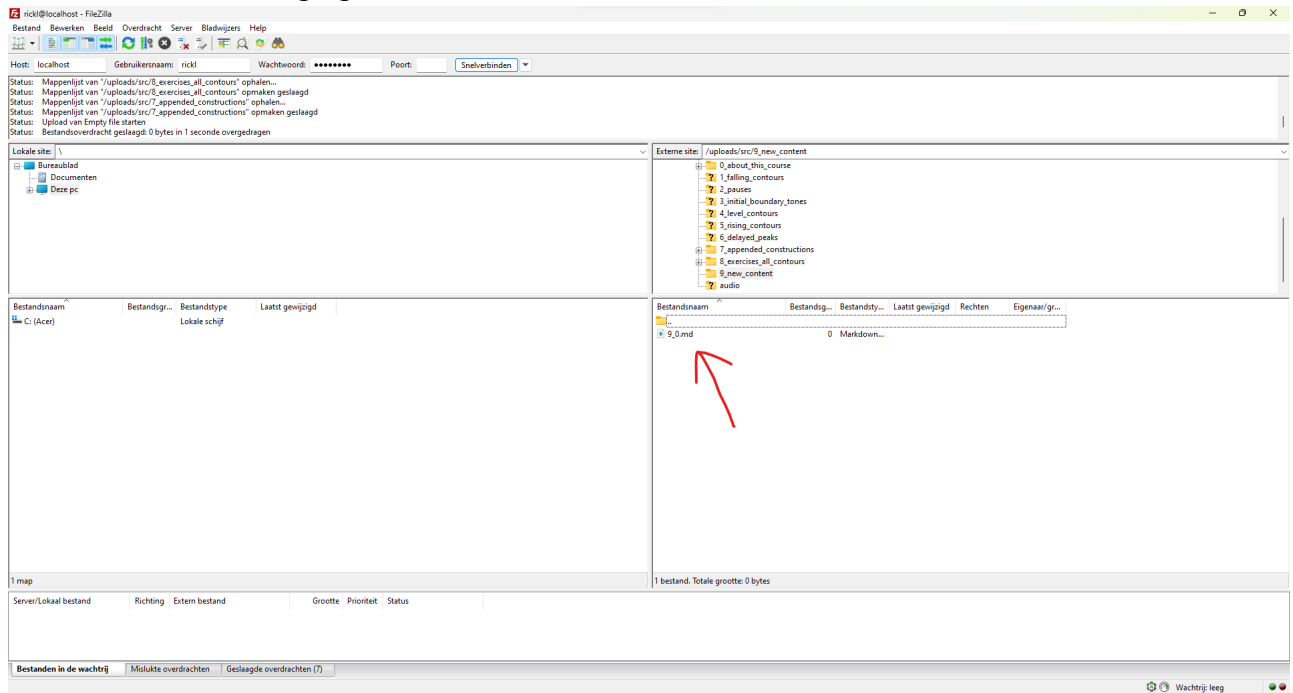 rickl@localhost - FileZilla
Bestand Bewerken Beeld Overdracht Server Bladwijzers Help
Host: localhost Gebruikersnaam: rickl Wachtwoord: •••••••• Poort: Snelverbinden
Status: Mappenlijst van "/uploads/src/8_exercises_all_contours" ophalen...
Status: Mappenlijst van "/uploads/src/8_exercises_all_contours" opmaken geslaagd
Status: Mappenlijst van "/uploads/src/7_appended_constructions" ophalen...
Status: Mappenlijst van "/uploads/src/7_appended_constructions" opmaken geslaagd
Status: Upload van Empty file starten
Status: Bestandsoverdracht geslaagd: 0 bytes in 1 seconde overgedragen
Lokale site: \
Bureaublad
Documenten
Deze pc
Externe site: /uploads/src/9_new_content
0_about_this_course
1_falling_contours
2_pauses
3_initial_boundary_tones
4_level_contours
5_rising_contours
6_delayed_peaks
7_appended_constructions
8_exercises_all_contours
9_new_content
audio
Bestandsnaam Bestandsgr... Bestandstype Laatst gewijzigd
C: (Acer) Lokale schijf
1 map
Bestandsnaam Bestandsg... Bestandsty... Laatst gewijzigd Rechten Eigenaar/gr...
..
9_0.md 0 Markdown...
1 bestand. Totale grootte: 0 bytes
Server/Lokaal bestand Richting Extern bestand Grootte Prioriteit Status
Bestanden in de wachtrij Mislukte overdrachten Geslaagde overdrachten (7)
Wachtrij: leeg